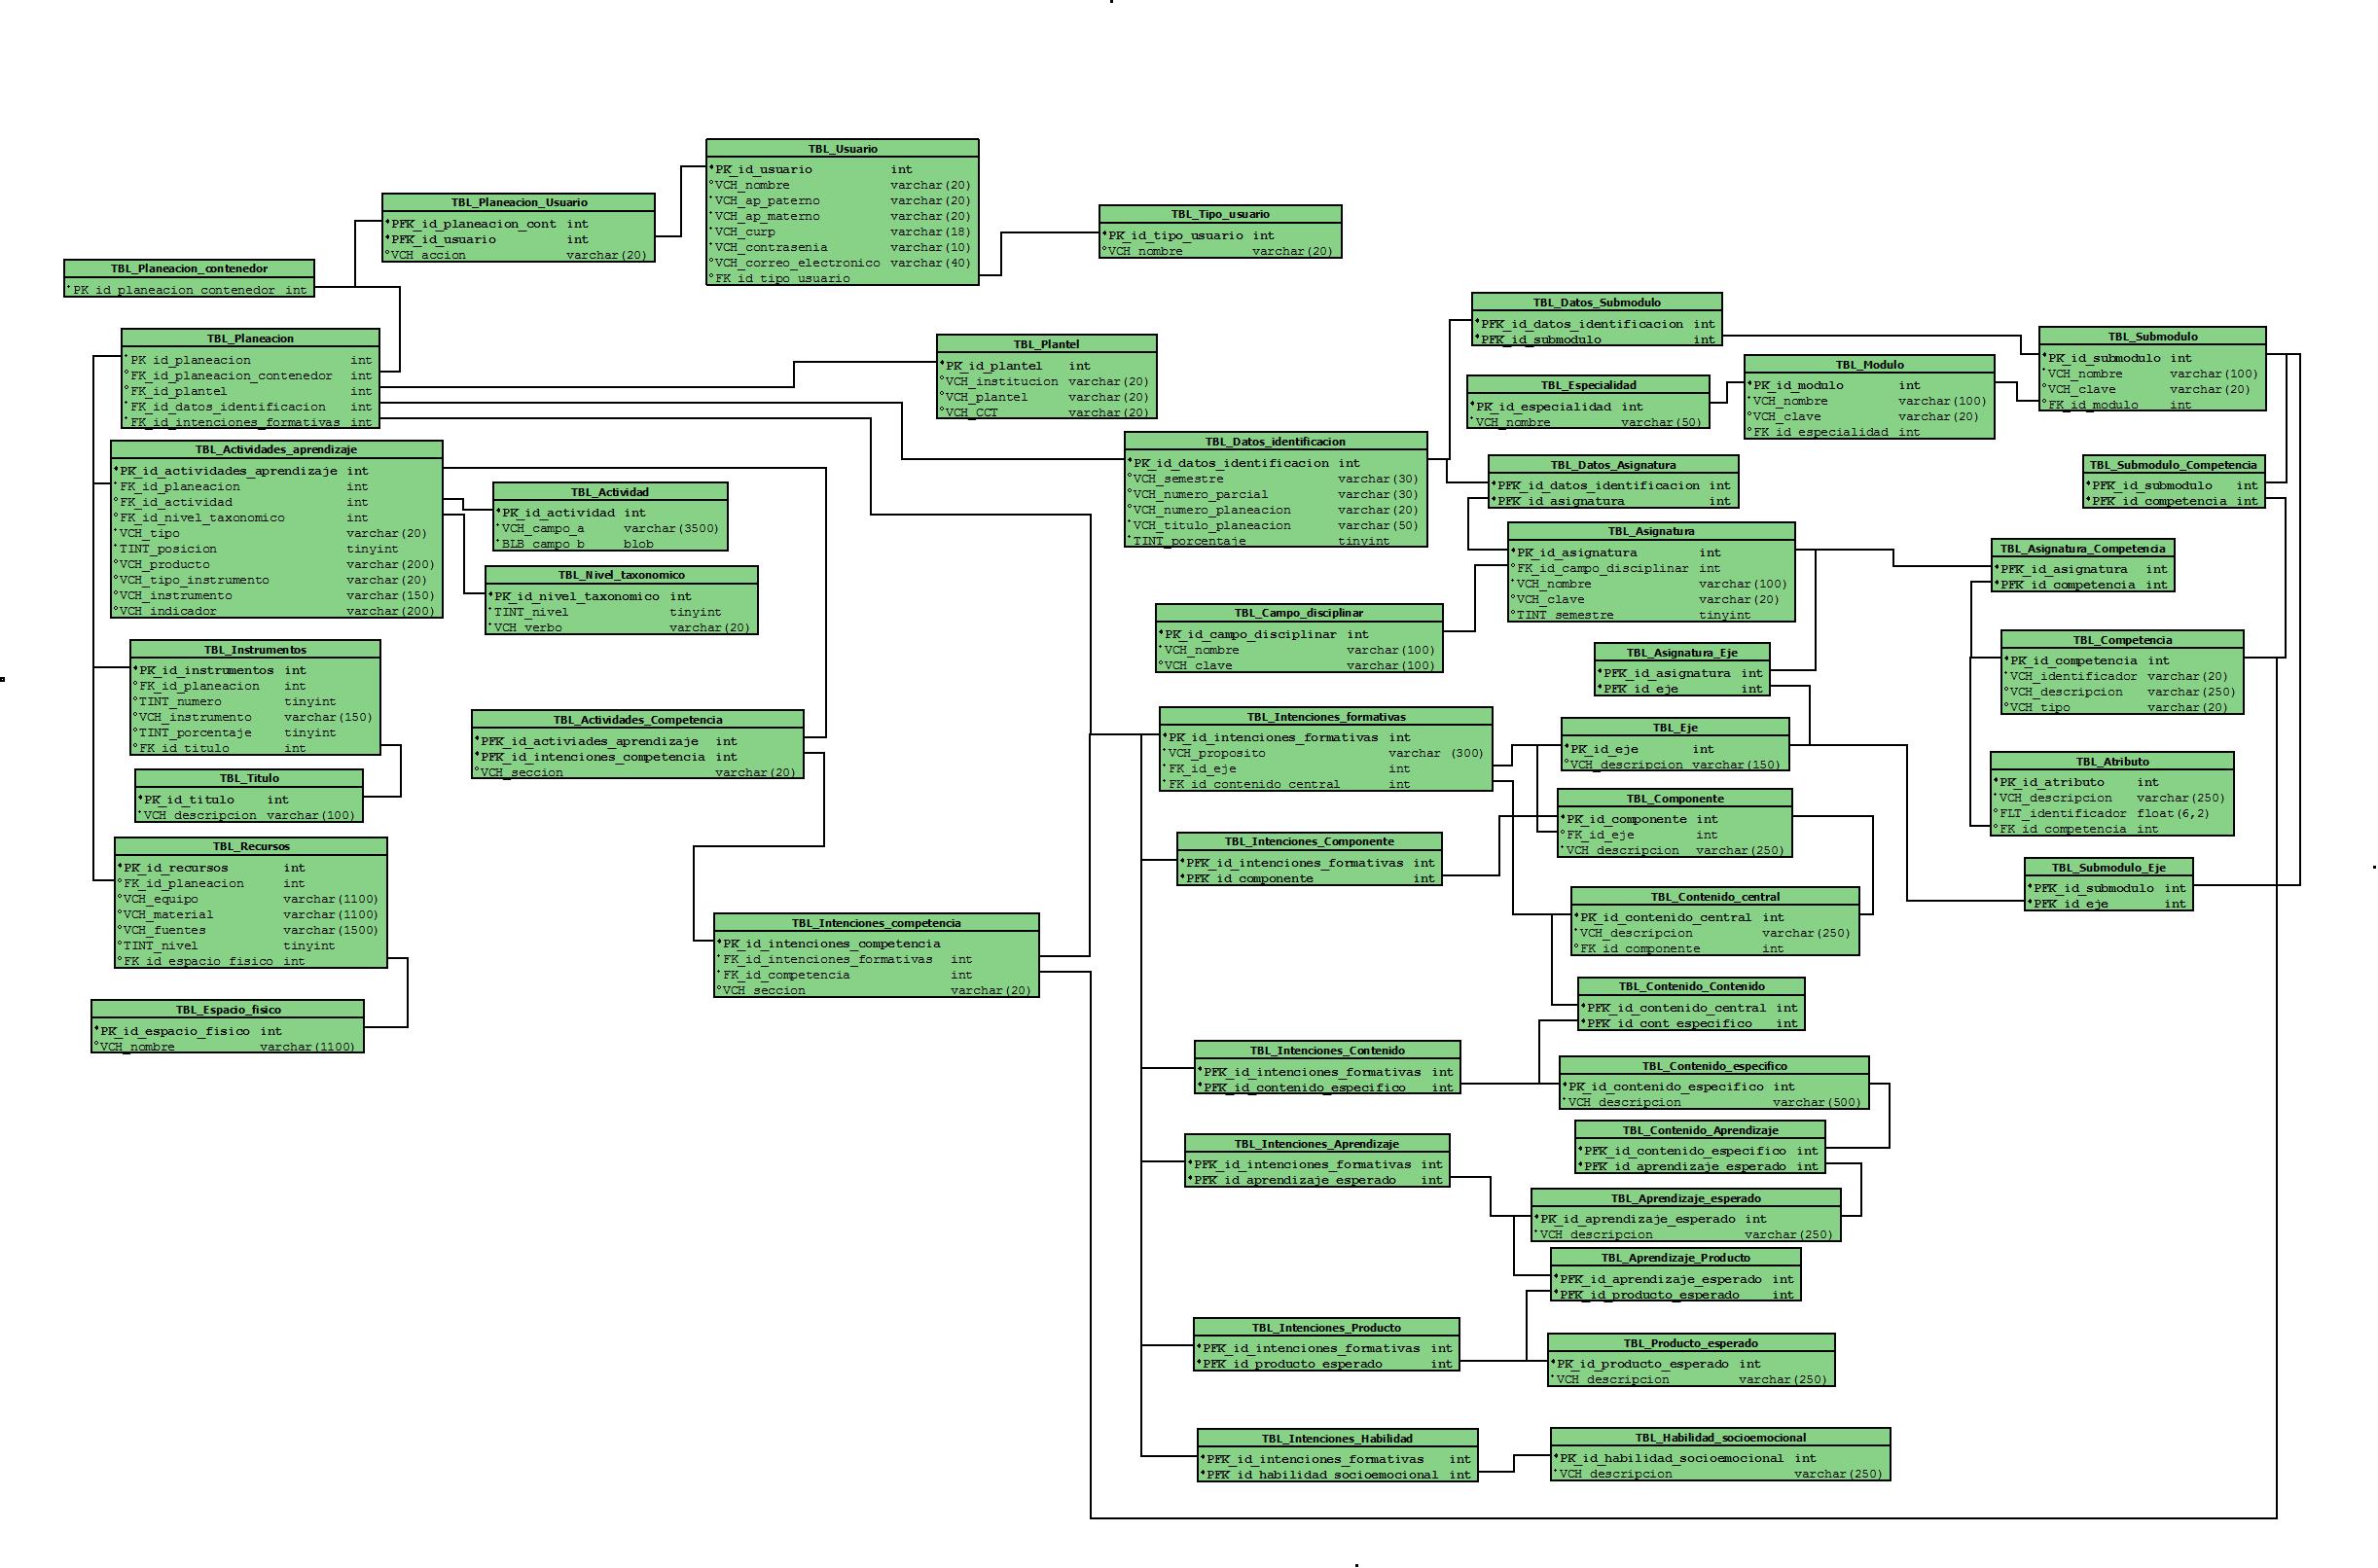 TBL_Usuario
PK_id_usuario int
VCH_nombre varchar(20)
VCH_ap_paterno varchar(20)
VCH_ap_materno varchar(20)
VCH_curp varchar(18)
VCH_contrasenia varchar(10)
VCH_correo_electronico varchar(40)
FK_id_tipo_usuario
TBL_Planeacion_Usuario
PFK_id_planeacion_cont int
PFK_id_usuario int
VCH_accion varchar(20)
TBL_Tipo_usuario
PK_id_tipo_usuario int
VCH_nombre varchar(20)
TBL_Planeacion_contenedor
PK_id_planeacion_contenedor int
TBL_Planeacion
PK_id_planeacion int
FK_id_planeacion_contenedor int
FK_id_plantel int
FK_id_datos_identificacion int
FK_id_intenciones_formativas int
TBL_Plantel
PK_id_plantel int
VCH_institucion varchar(20)
VCH_plantel varchar(20)
VCH_CCT varchar(20)
TBL_Datos_Submodulo
PFK_id_datos_identificacion int
PFK_id_submodulo int
TBL_Submodulo
PK_id_submodulo int
VCH_nombre varchar(100)
VCH_clave varchar(20)
FK_id_modulo int
TBL_Especialidad
PK_id_especialidad int
VCH_nombre varchar(50)
TBL_Modulo
PK_id_modulo int
VCH_nombre varchar(100)
VCH_clave varchar(20)
FK_id_especialidad int
TBL_Datos_identificacion
PK_id_datos_identificacion int
VCH_semestre varchar(30)
VCH_numero_parcial varchar(30)
VCH_numero_planeacion varchar(20)
VCH_titulo_planeacion varchar(50)
TINT_porcentaje tinyint
TBL_Datos_Asignatura
PFK_id_datos_identificacion int
PFK_id_asignatura int
TBL_Submodulo_Competencia
PFK_id_submodulo int
PFK_id_competencia int
TBL_Actividades_aprendizaje
PK_id_actividades_aprendizaje int
FK_id_planeacion int
FK_id_actividad int
FK_id_nivel_taxonomico int
VCH_tipo varchar(20)
TINT_posicion tinyint
VCH_producto varchar(200)
VCH_tipo_instrumento varchar(20)
VCH_instrumento varchar(150)
VCH_indicador varchar(200)
TBL_Actividad
PK_id_actividad int
VCH_campo_a varchar(3500)
BLB_campo_b blob
TBL_Nivel_taxonomico
PK_id_nivel_taxonomico int
TINT_nivel tinyint
VCH_verbo varchar(20)
TBL_Asignatura
PK_id_asignatura int
FK_id_campo_disciplinar int
VCH_nombre varchar(100)
VCH_clave varchar(20)
TINT_semestre tinyint
TBL_Asignatura_Competencia
PFK_id_asignatura int
PFK_id_competencia int
TBL_Campo_disciplinar
PK_id_campo_disciplinar int
VCH_nombre varchar(100)
VCH_clave varchar(100)
TBL_Asignatura_Eje
PFK_id_asignatura int
PFK_id_eje int
TBL_Competencia
PK_id_competencia int
VCH_identificador varchar(20)
VCH_descripcion varchar(250)
VCH_tipo varchar(20)
TBL_Instrumentos
PK_id_instrumentos int
FK_id_planeacion int
TINT_numero tinyint
VCH_instrumento varchar(150)
TINT_porcentaje tinyint
FK_id_titulo int
TBL_Titulo
PK_id_titulo int
VCH_descripcion varchar(100)
TBL_Actividades_Competencia
PFK_id_activiades_aprendizaje int
PFK_id_intenciones_competencia int
VCH_seccion varchar(20)
TBL_Intenciones_formativas
PK_id_intenciones_formativas int
VCH_proposito varchar (300)
FK_id_eje int
FK_id_contenido_central int
TBL_Eje
PK_id_eje int
VCH_descripcion varchar(150)
TBL_Atributo
PK_id_atributo int
VCH_descripcion varchar(250)
FLT_identificador float(6,2)
FK_id_competencia int
TBL_Componente
PK_id_componente int
FK_id_eje int
VCH_descripcion varchar(250)
TBL_Recursos
PK_id_recursos int
FK_id_planeacion int
VCH_equipo varchar(1100)
VCH_material varchar(1100)
VCH_fuentes varchar(1500)
TINT_nivel tinyint
FK_id_espacio_fisico int
TBL_Intenciones_Componente
PFK_id_intenciones_formativas int
PFK_id_componente int
TBL_Submodulo_Eje
PFK_id_submodulo int
PFK_id_eje int
TBL_Contenido_central
PK_id_contenido_central int
VCH_descripcion varchar(250)
FK_id_componente int
TBL_Intenciones_competencia
PK_id_intenciones_competencia
FK_id_intenciones_formativas int
FK_id_competencia int
VCH_seccion varchar(20)
TBL_Contenido_Contenido
PFK_id_contenido_central int
PFK_id_cont_especifico int
TBL_Espacio_fisico
PK_id_espacio_fisico int
VCH_nombre varchar(1100)
TBL_Intenciones_Contenido
PFK_id_intenciones_formativas int
PFK_id_contenido_especifico int
TBL_Contenido_especifico
PK_id_contenido_especifico int
VCH_descripcion varchar(500)
TBL_Contenido_Aprendizaje
PFK_id_contenido_especifico int
PFK_id_aprendizaje_esperado int
TBL_Intenciones_Aprendizaje
PFK_id_intenciones_formativas int
PFK_id_aprendizaje_esperado int
TBL_Aprendizaje_esperado
PK_id_aprendizaje_esperado int
VCH_descripcion varchar(250)
TBL_Aprendizaje_Producto
PFK_id_aprendizaje_esperado int
PFK_id_producto_esperado int
TBL_Intenciones_Producto
PFK_id_intenciones_formativas int
PFK_id_producto_esperado int
TBL_Producto_esperado
PK_id_producto_esperado int
VCH_descripcion varchar(250)
TBL_Intenciones_Habilidad
PFK_id_intenciones_formativas int
PFK_id_habilidad_socioemocional int
TBL_Habilidad_socioemocional
PK_id_habilidad_socioemocional int
VCH_descripcion varchar(250)